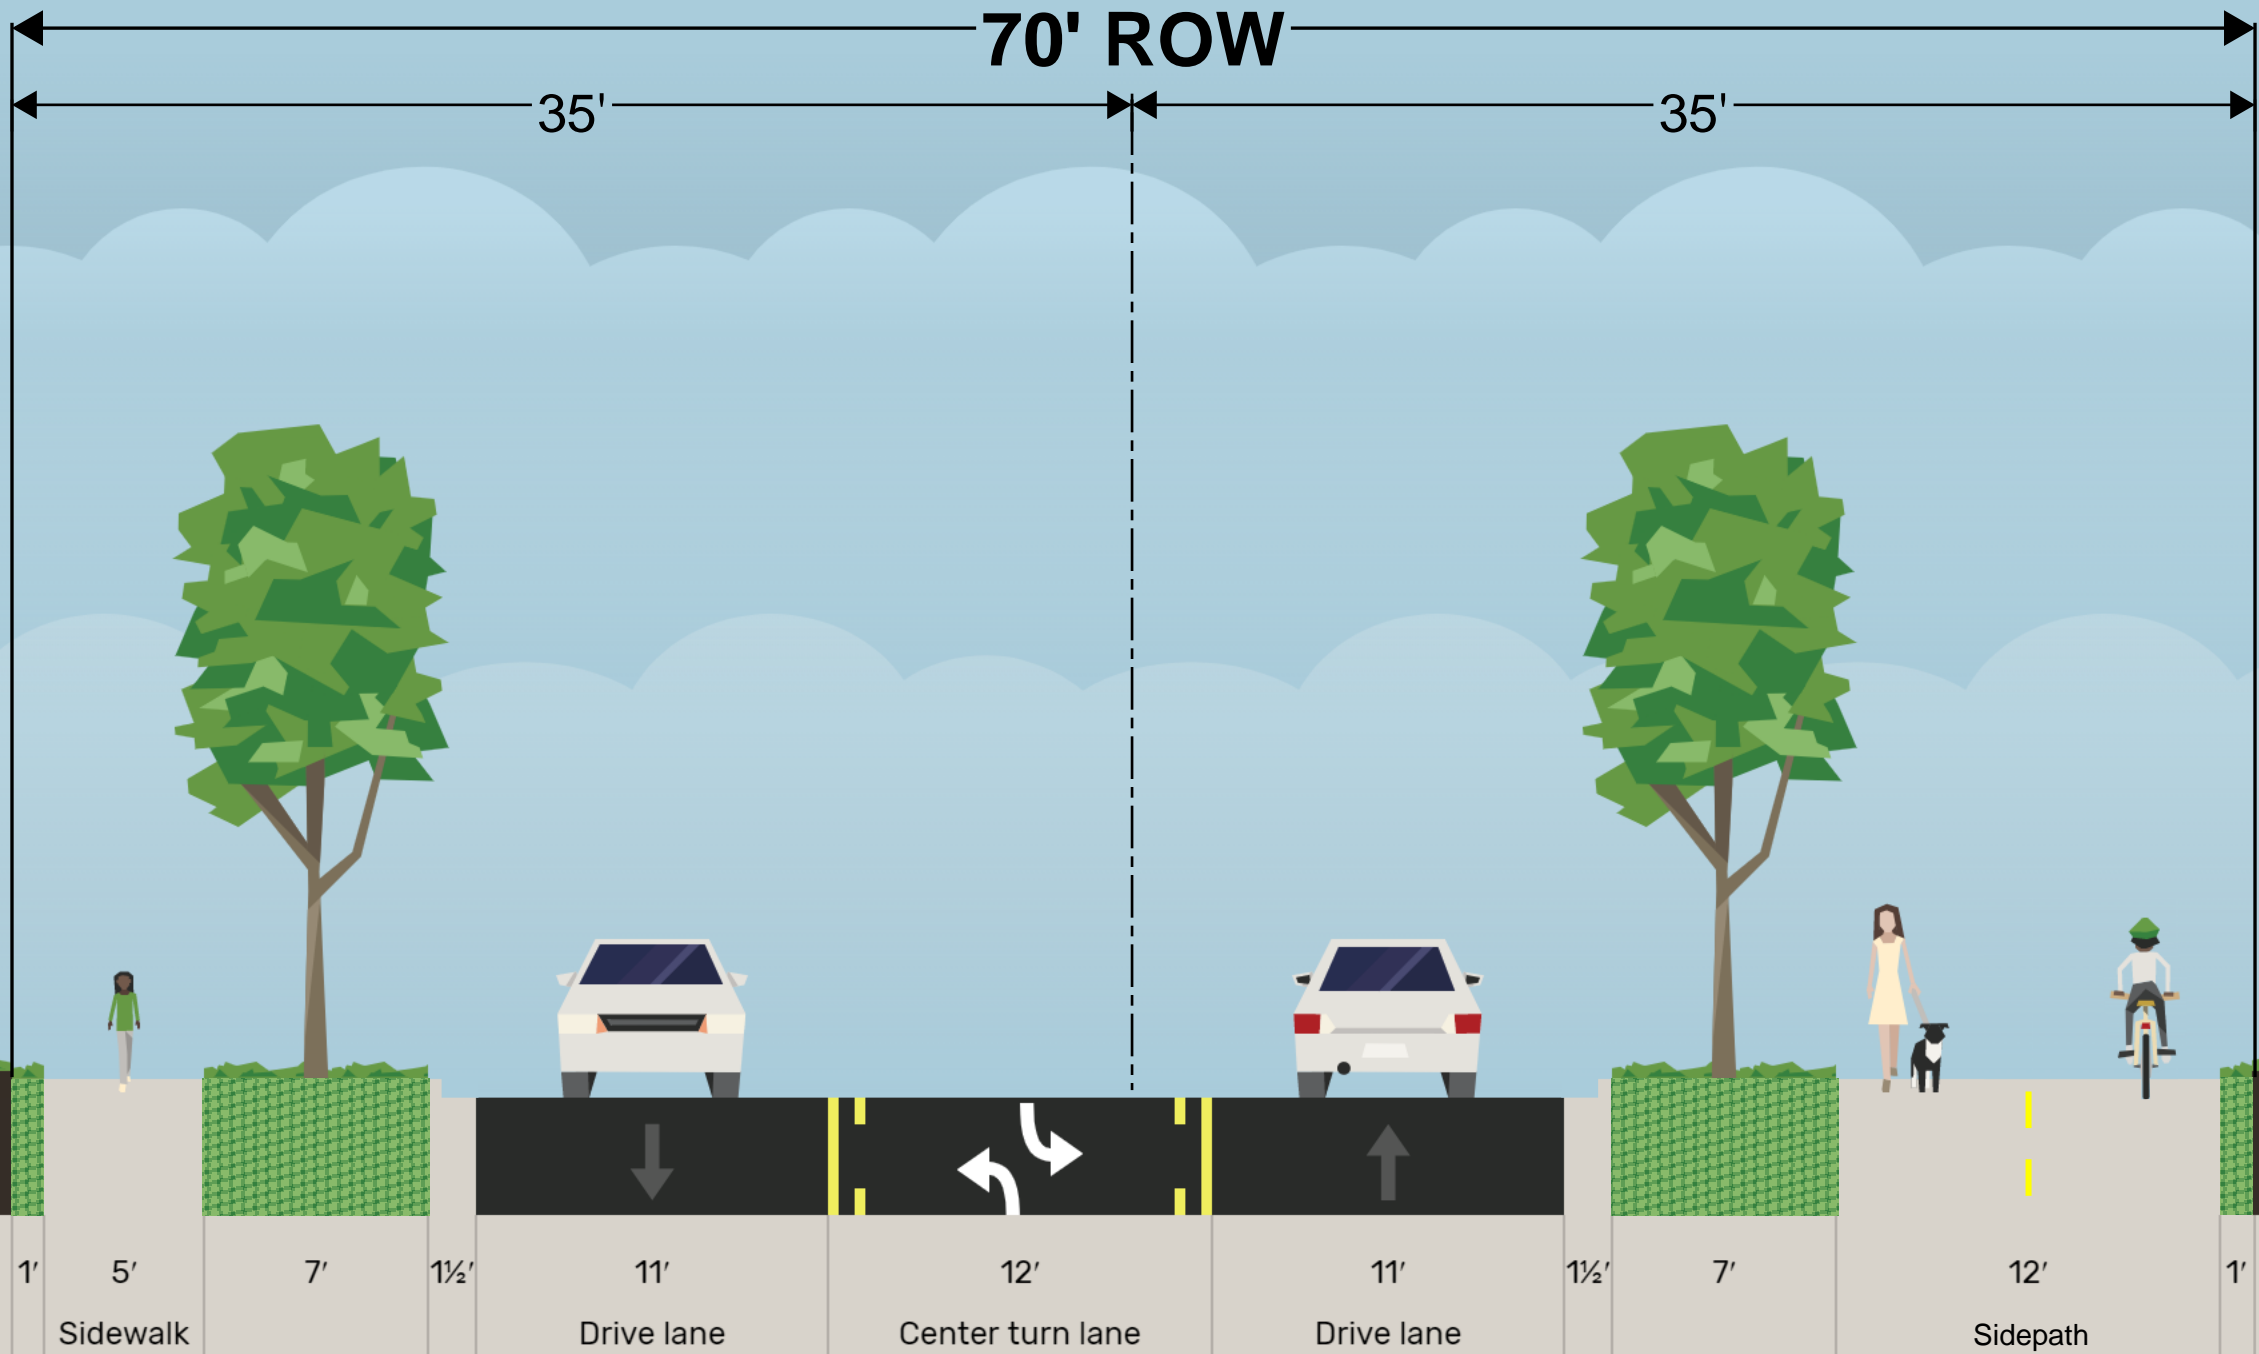 70' ROW
35' 35'
1′ 5′ 7′ 1½′ 11′ 12′ 11′ 1½′ 7′ 12′ 1′
Sidewalk Drive lane Center turn lane Drive lane Sidepath